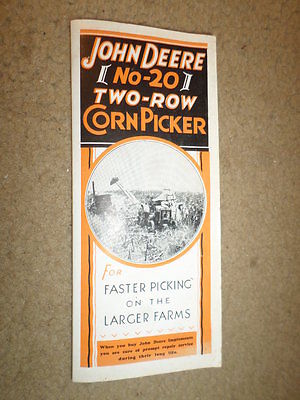 JOHN DEERE
No-20
TWO-ROW
CORN PICKER
FOR
FASTER PICKING
ON THE
LARGER FARMS
When you buy John Deere implements
you are sure of prompt repair service
during their long life.